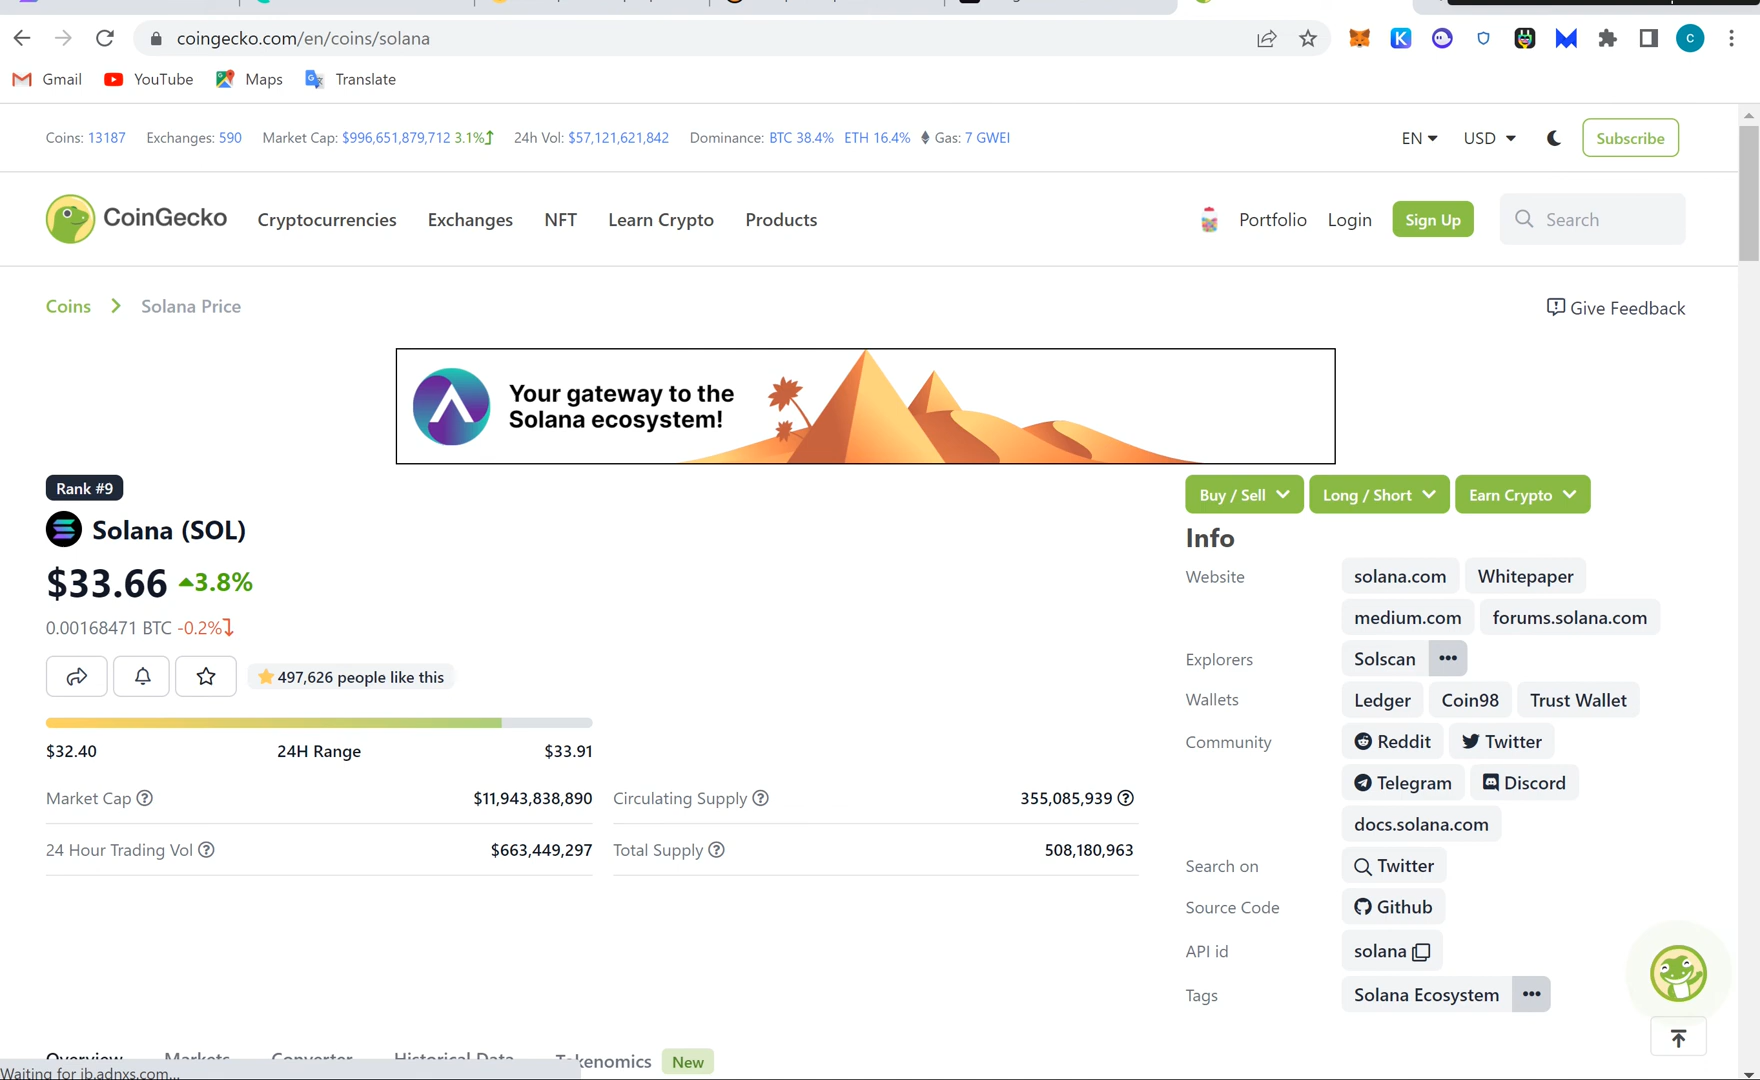 coingecko.com/en/coins/solana
C
Gmail YouTube Maps Translate
Coins: 13187 Exchanges: 590 Market Cap: $996,651,879,712 3.1% 24h Vol: $57,121,621,842 Dominance: BTC 38.4% ETH 16.4% Gas: 7 GWEI EN USD Subscribe
CoinGecko Cryptocurrencies Exchanges NFT Learn Crypto Products Portfolio Login Sign Up Search
Coins Solana Price Give Feedback
Your gateway to the
Solana ecosystem!
Rank #9
Solana (SOL)
$33.66 3.8%
0.00168471 BTC -0.2%
497,626 people like this
$32.40 24H Range $33.91
Market Cap $11,943,838,890 Circulating Supply 355,085,939
24 Hour Trading Vol $663,449,297 Total Supply 508,180,963
Buy / Sell Long / Short Earn Crypto
Info
Website solana.com Whitepaper
medium.com forums.solana.com
Explorers Solscan
Wallets Ledger Coin98 Trust Wallet
Community Reddit Twitter
Telegram Discord
docs.solana.com
Search on Twitter
Source Code Github
API id solana
Tags Solana Ecosystem
Overview Markets Converter Historical Data Tokenomics New
Waiting for ib.adnxs.com...